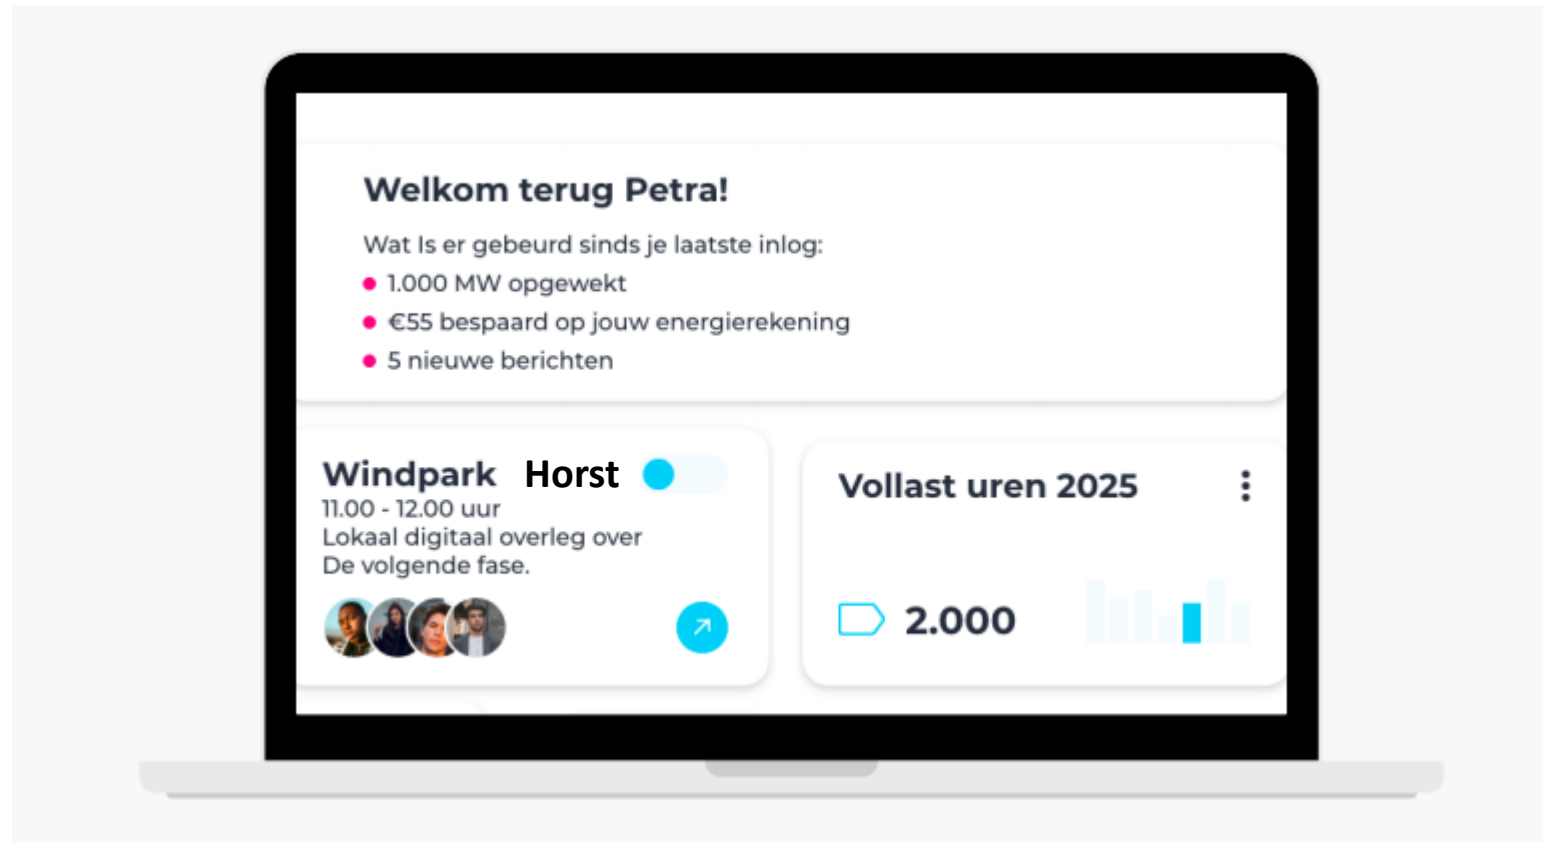 Welkom terug Petra!
Wat Is er gebeurd sinds je laatste inlog:
1.000 MW opgewekt
€55 bespaard op jouw energierekening
5 nieuwe berichten
Windpark Horst
11.00 - 12.00 uur
Lokaal digitaal overleg over
De volgende fase.
Vollast uren 2025
2.000